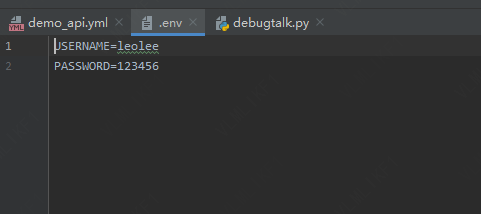 demo_api.yml .env debugtalk.py
1 USERNAME=leolee
2 PASSWORD=123456